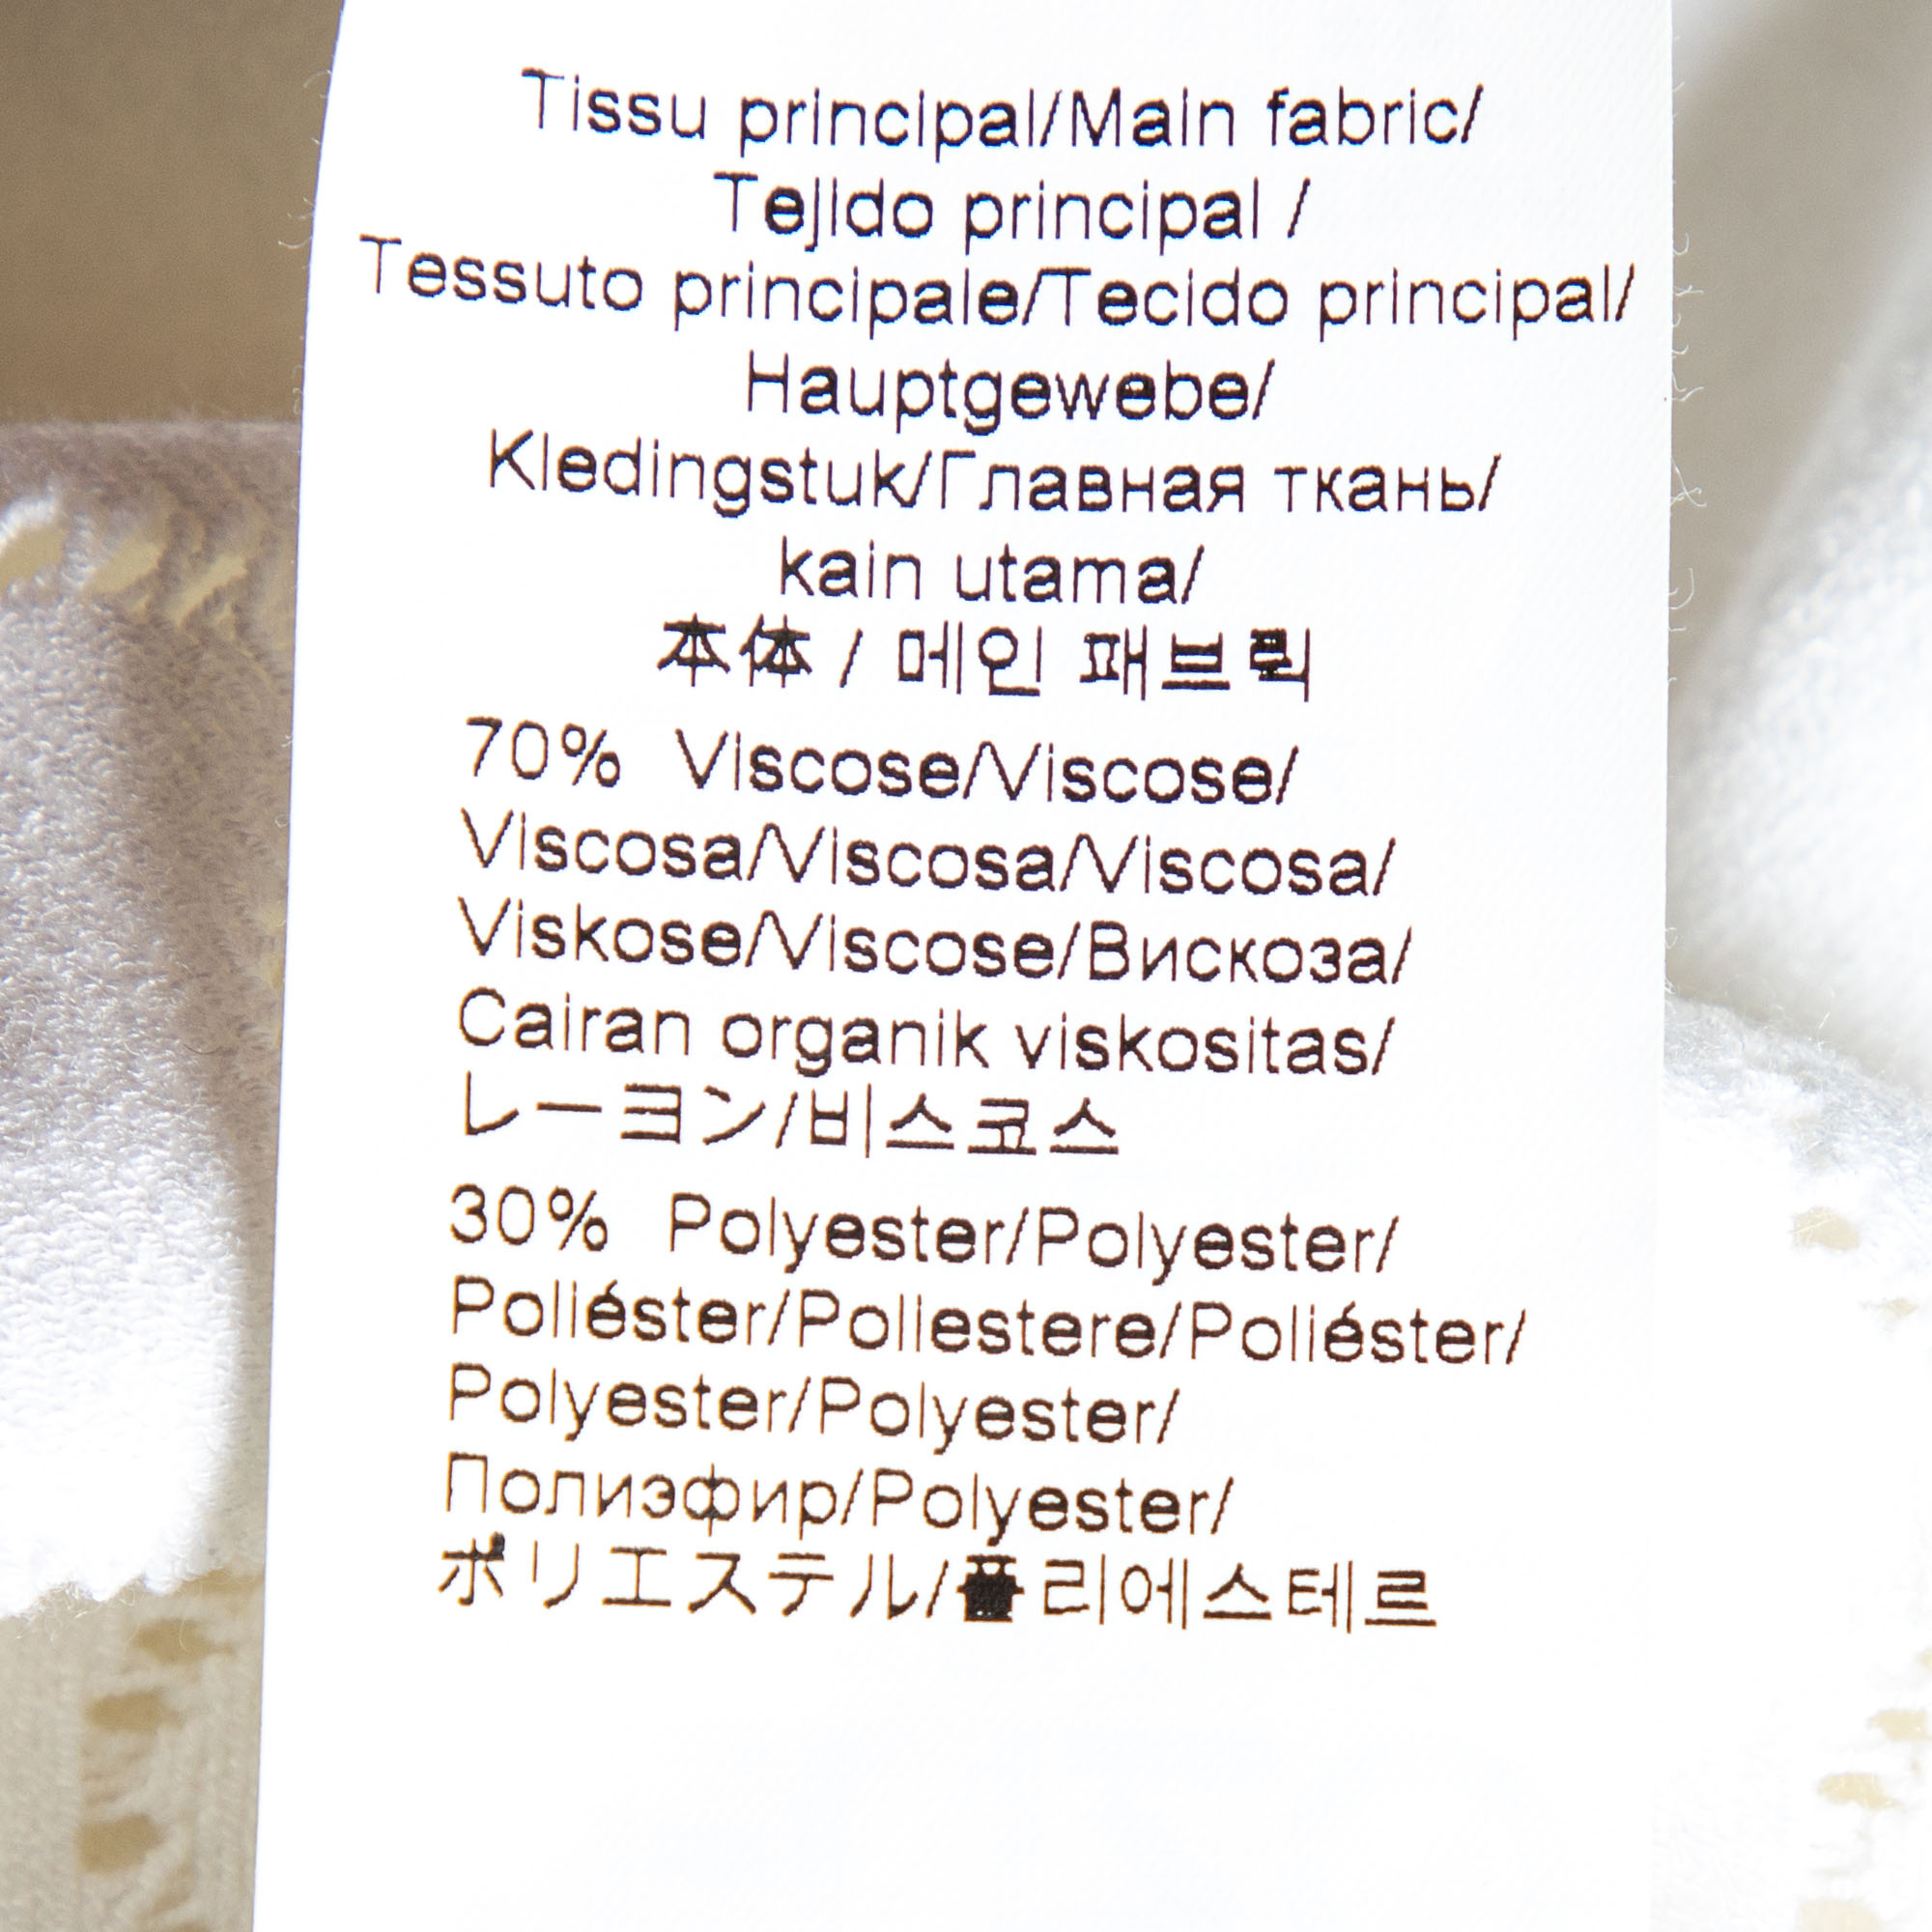 Tissu principal/Main fabric/
Tejido principal /
Tessuto principale/Tecido principal/
Hauptgewebe/
Kledingstuk/Главная ткань/
kain utama/
本体 / 메인 패브릭
70% Viscose/Viscose/
Viscosa/Viscosa/Viscosa/
Viskose/Viscose/Вискоза/
Cairan organik viskositas/
レーヨン/비스코스
30% Polyester/Polyester/
Poliéster/Poliestere/Poliéster/
Polyester/Polyester/
Полиэфир/Polyester/
ポリエステル/폴리에스테르